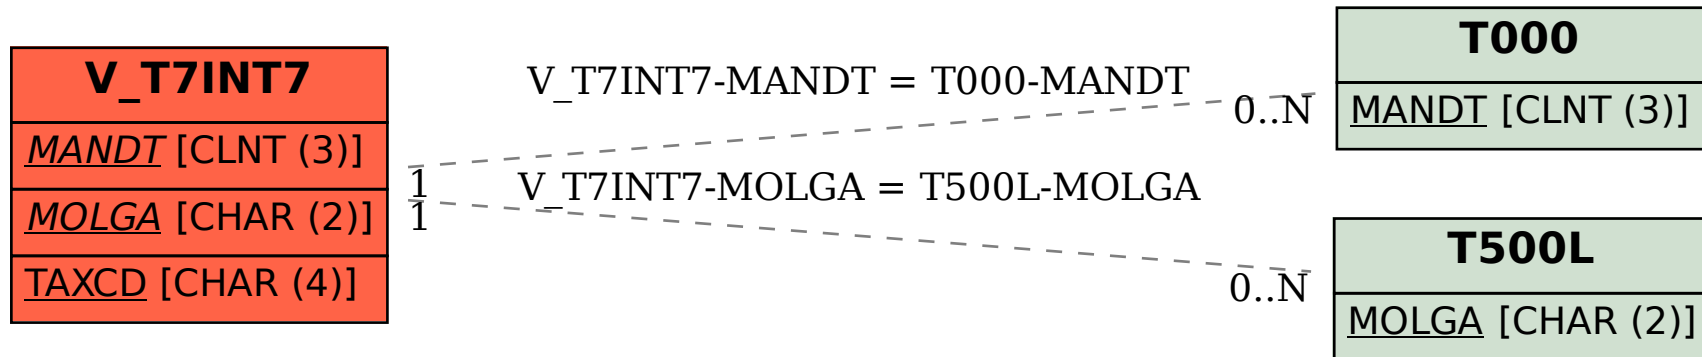 V_T7INT7
MANDT [CLNT (3)]
MOLGA [CHAR (2)]
TAXCD [CHAR (4)]
V_T7INT7-MANDT = T000-MANDT
0..N
1
V_T7INT7-MOLGA = T500L-MOLGA
1
0..N
T000
MANDT [CLNT (3)]
T500L
MOLGA [CHAR (2)]